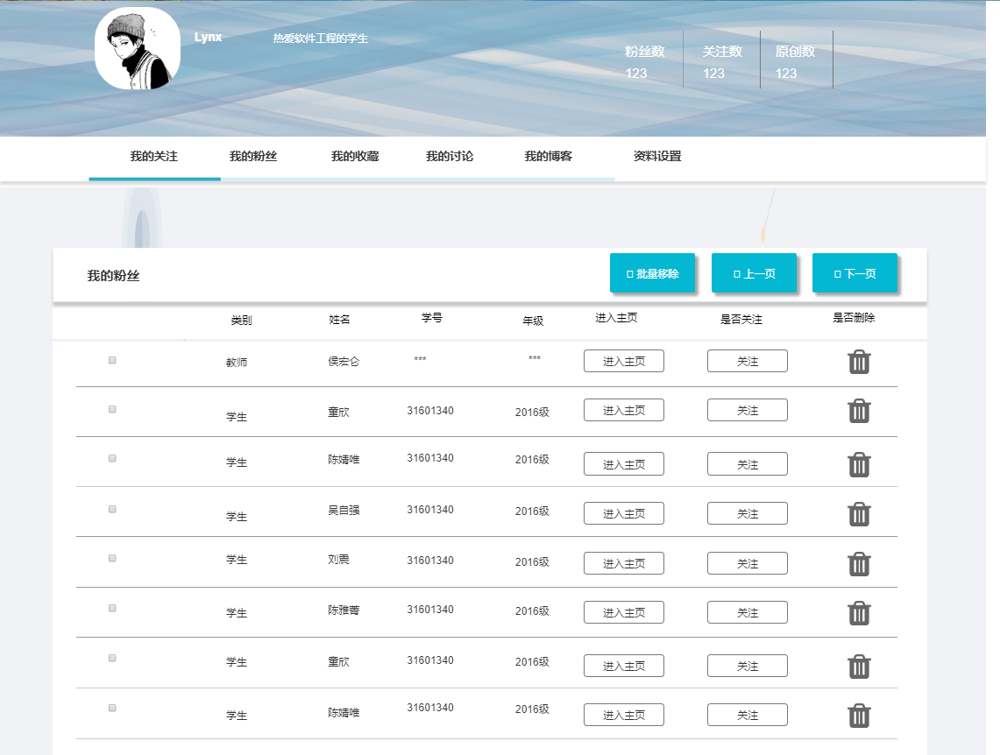 Lynx 热爱软件工程的学生
粉丝数 关注数 原创数
123 123 123
我的关注 我的粉丝 我的收藏 我的讨论 我的博客 资料设置
我的粉丝 批量移除 上一页 下一页
类别 姓名 学号 年级 进入主页 是否关注 是否删除
教师 侯宏仑 *** *** 进入主页 关注
学生 童欣 31601340 2016级 进入主页 关注
学生 陈婧唯 31601340 2016级 进入主页 关注
学生 吴自强 31601340 2016级 进入主页 关注
学生 刘震 31601340 2016级 进入主页 关注
学生 陈雅菁 31601340 2016级 进入主页 关注
学生 童欣 31601340 2016级 进入主页 关注
学生 陈婧唯 31601340 2016级 进入主页 关注